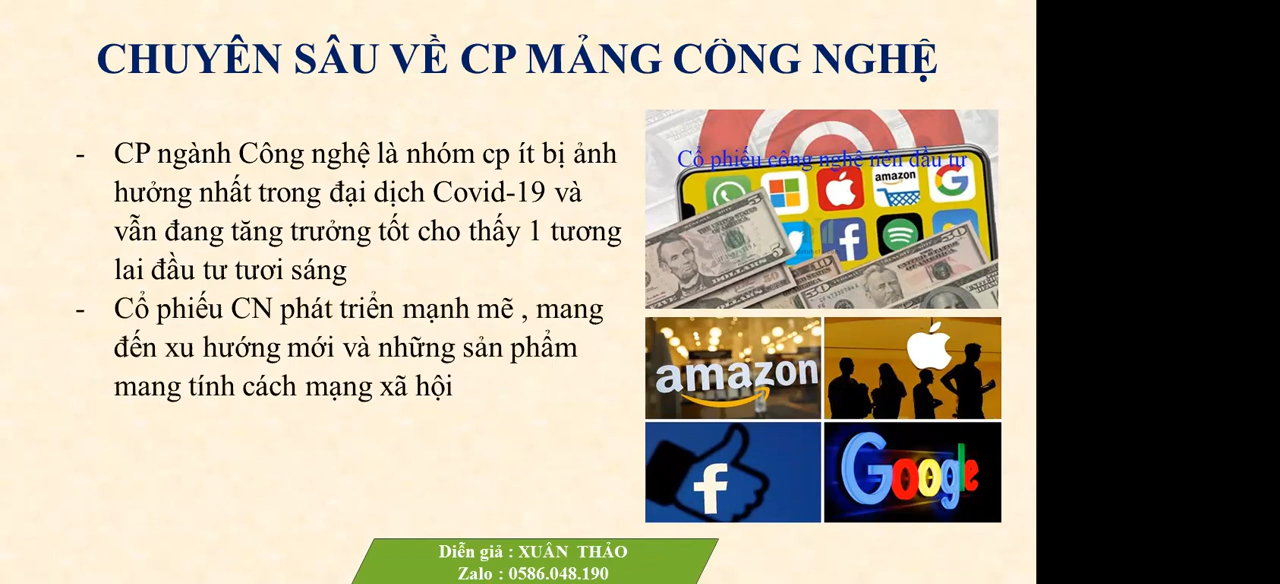 CHUYÊN SÂU VỀ CP MẢNG CÔNG NGHỆ
- CP ngành Công nghệ là nhóm cp ít bị ảnh
hưởng nhất trong đại dịch Covid-19 và
vẫn đang tăng trưởng tốt cho thấy 1 tương
lai đầu tư tươi sáng
- Cổ phiếu CN phát triển mạnh mẽ , mang
đến xu hướng mới và những sản phẩm
mang tính cách mạng xã hội
Cổ phiếu công nghệ nên đầu tư
amazon
G
f
amazon
f
Google
Diễn giả : XUÂN THẢO
Zalo : 0586.048.190